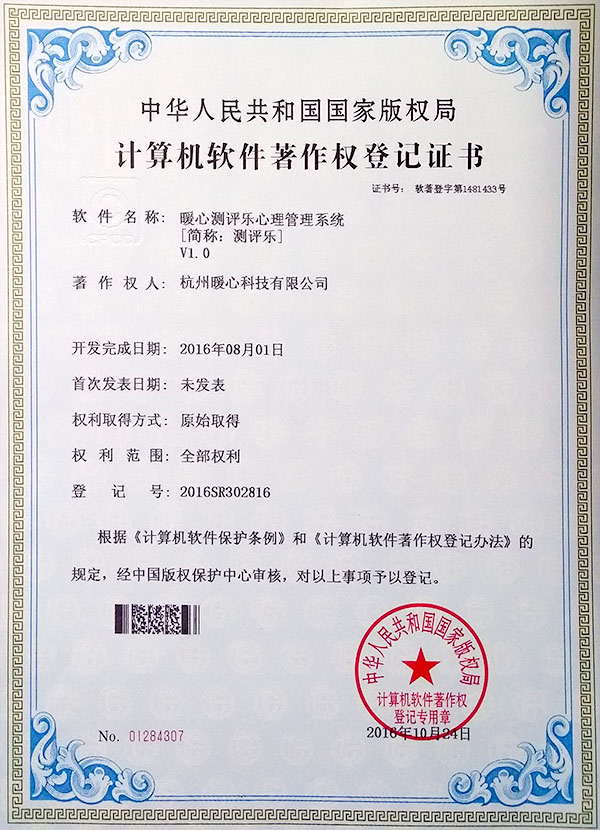 中华人民共和国国家版权局
计算机软件著作权登记证书
证书号： 软著登字第1481433号
软件名称： 暖心测评乐心理管理系统
[简称：测评乐]
V1.0
著作权人： 杭州暖心科技有限公司
开发完成日期： 2016年08月01日
首次发表日期： 未发表
权利取得方式： 原始取得
权利范围： 全部权利
登记号： 2016SR302816
根据《计算机软件保护条例》和《计算机软件著作权登记办法》的
规定，经中国版权保护中心审核，对以上事项予以登记。
中华人民共和国国家版权局
计算机软件著作权
登记专用章
No. 01284307
2016年10月24日